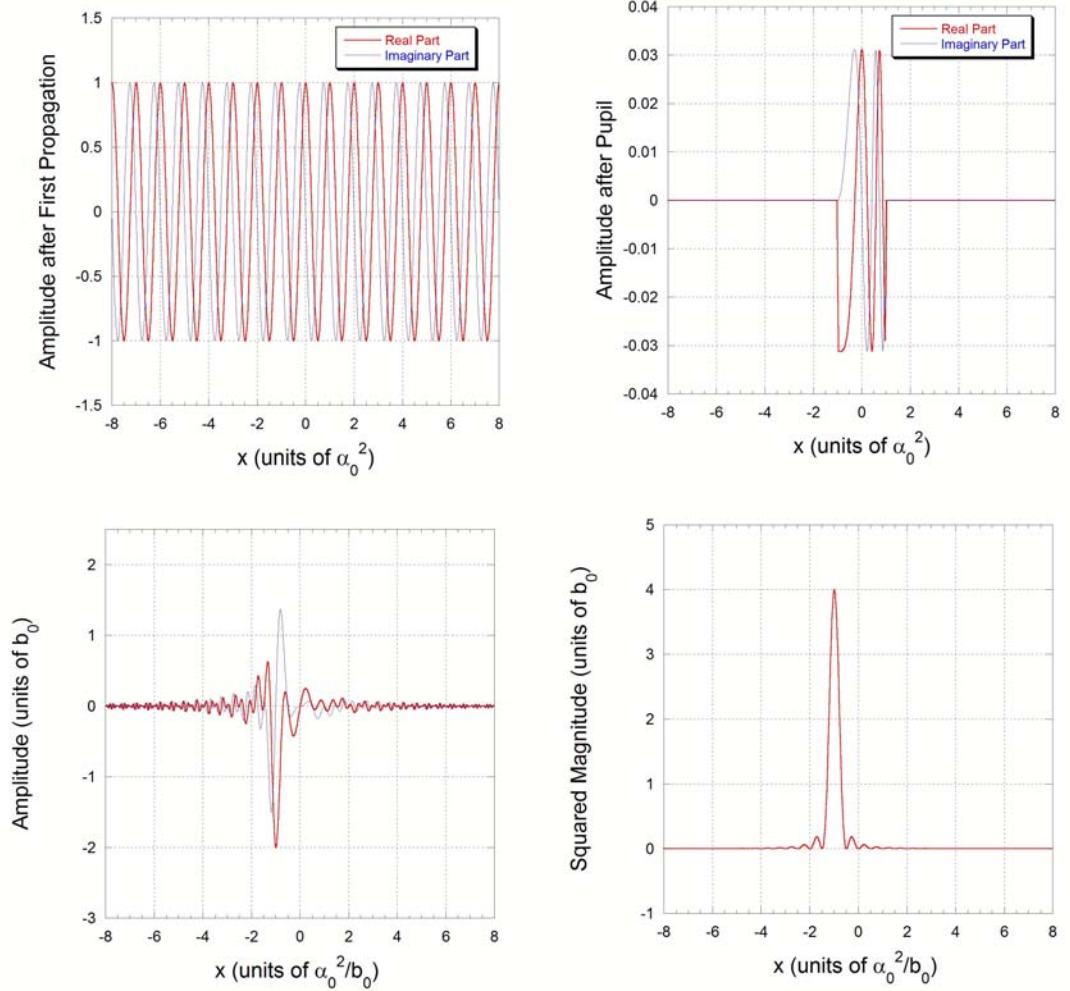 1.5
1
0.5
0
-0.5
-1
-1.5
Amplitude after First Propagation
Real Part
Imaginary Part
-8 -6 -4 -2 0 2 4 6 8
x (units of α₀²)
0.04
0.03
0.02
0.01
0
-0.01
-0.02
-0.03
-0.04
Amplitude after Pupil
Real Part
Imaginary Part
-8 -6 -4 -2 0 2 4 6 8
x (units of α₀²)
2
1
0
-1
-2
-3
Amplitude (units of b₀)
-8 -6 -4 -2 0 2 4 6 8
x (units of α₀²/b₀)
5
4
3
2
1
0
-1
Squared Magnitude (units of b₀)
-8 -6 -4 -2 0 2 4 6 8
x (units of α₀²/b₀)